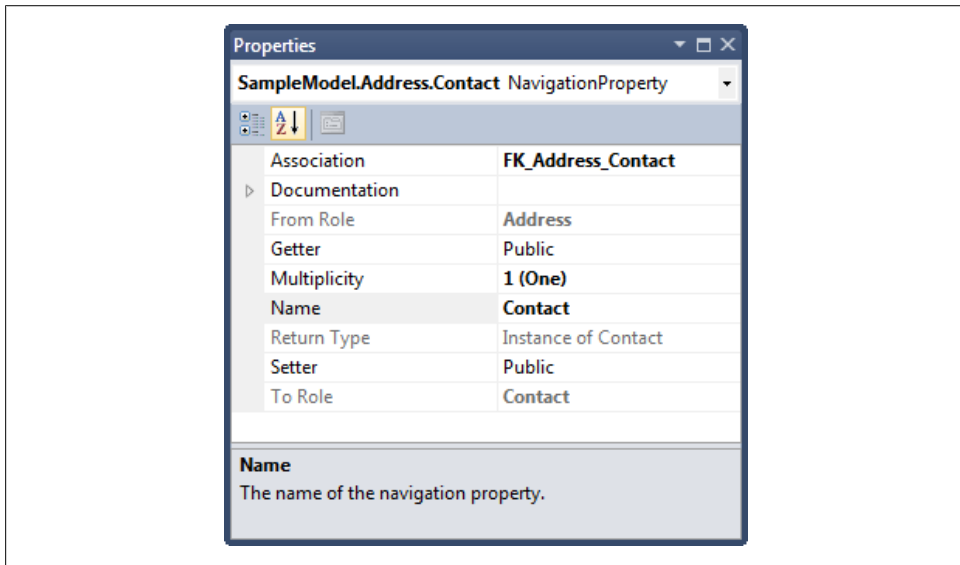 Properties
SampleModel.Address.Contact NavigationProperty
A
Z
Association FK_Address_Contact
Documentation
From Role Address
Getter Public
Multiplicity 1 (One)
Name Contact
Return Type Instance of Contact
Setter Public
To Role Contact
Name
The name of the navigation property.